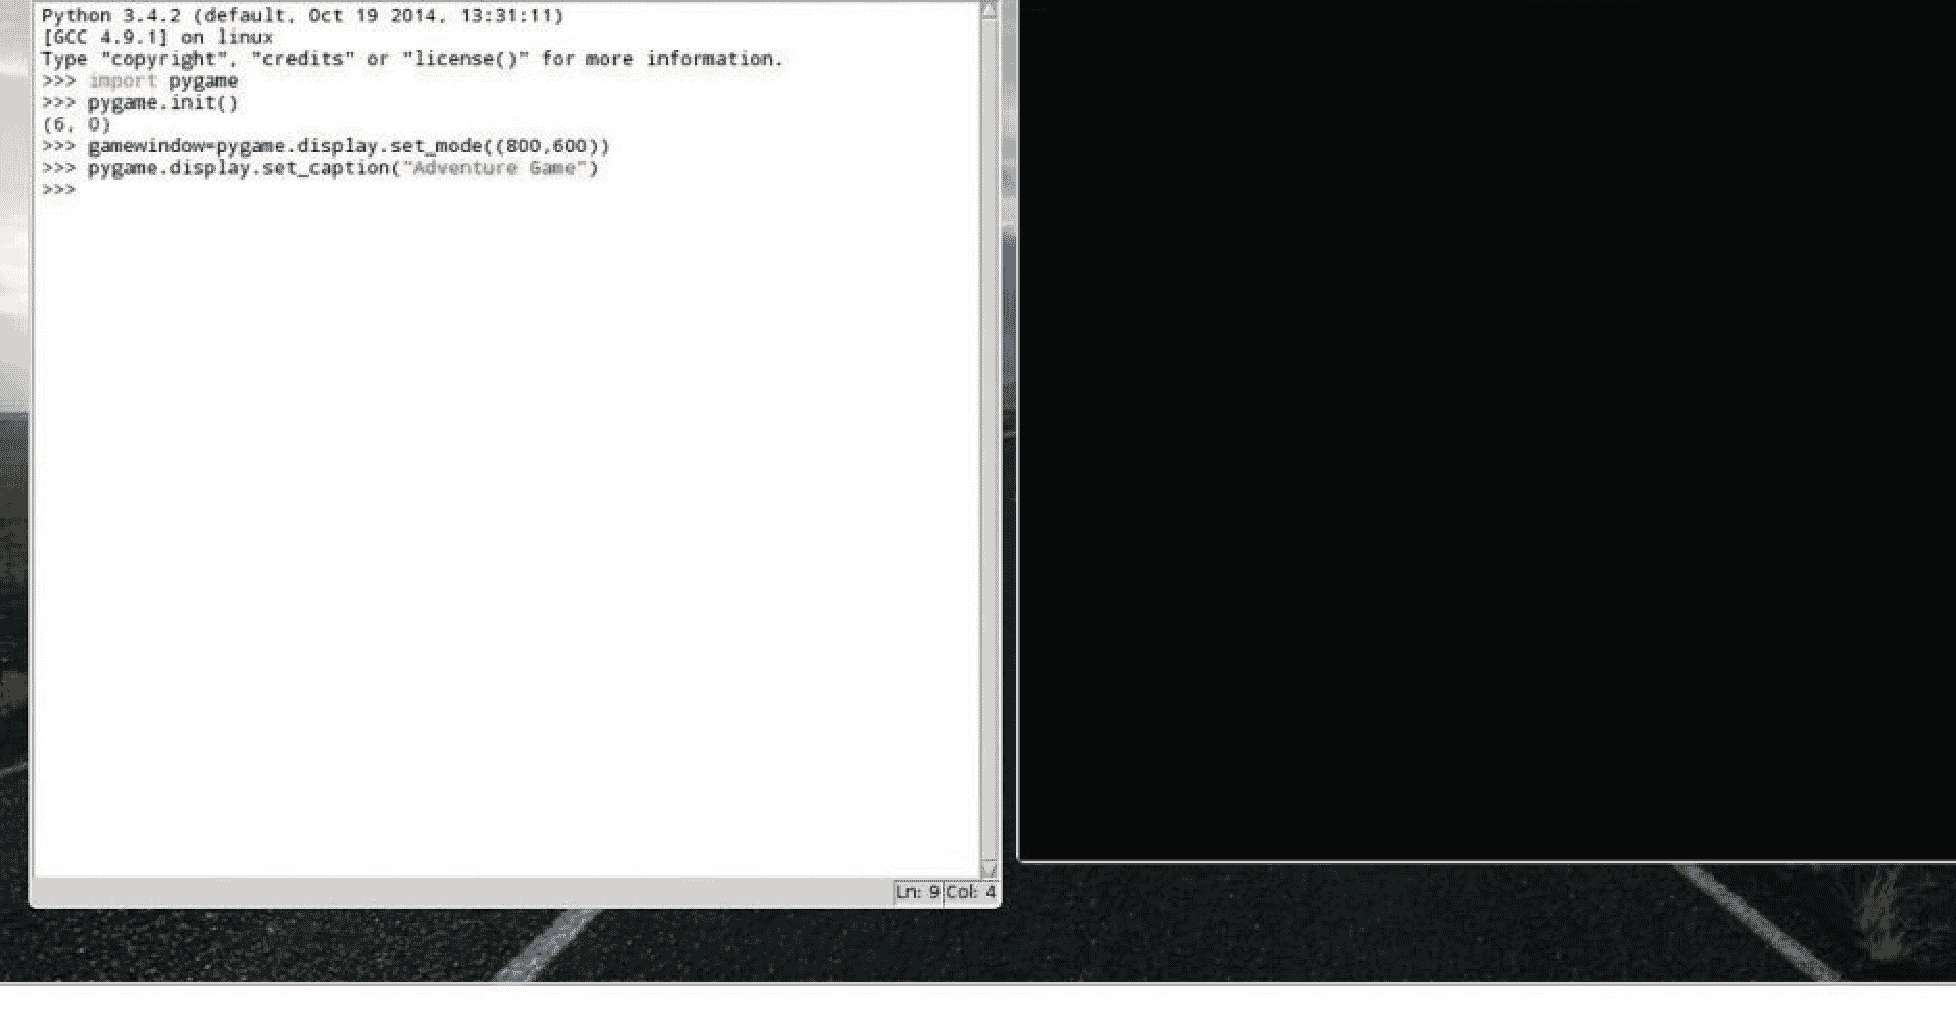 Python 3.4.2 (default, Oct 19 2014, 13:31:11)
[GCC 4.9.1] on linux
Type "copyright", "credits" or "license()" for more information.
>>> import pygame
>>> pygame.init()
(6, 0)
>>> gamewindow=pygame.display.set_mode((800,600))
>>> pygame.display.set_caption("Adventure Game")
>>>
Ln: 9 Col: 4